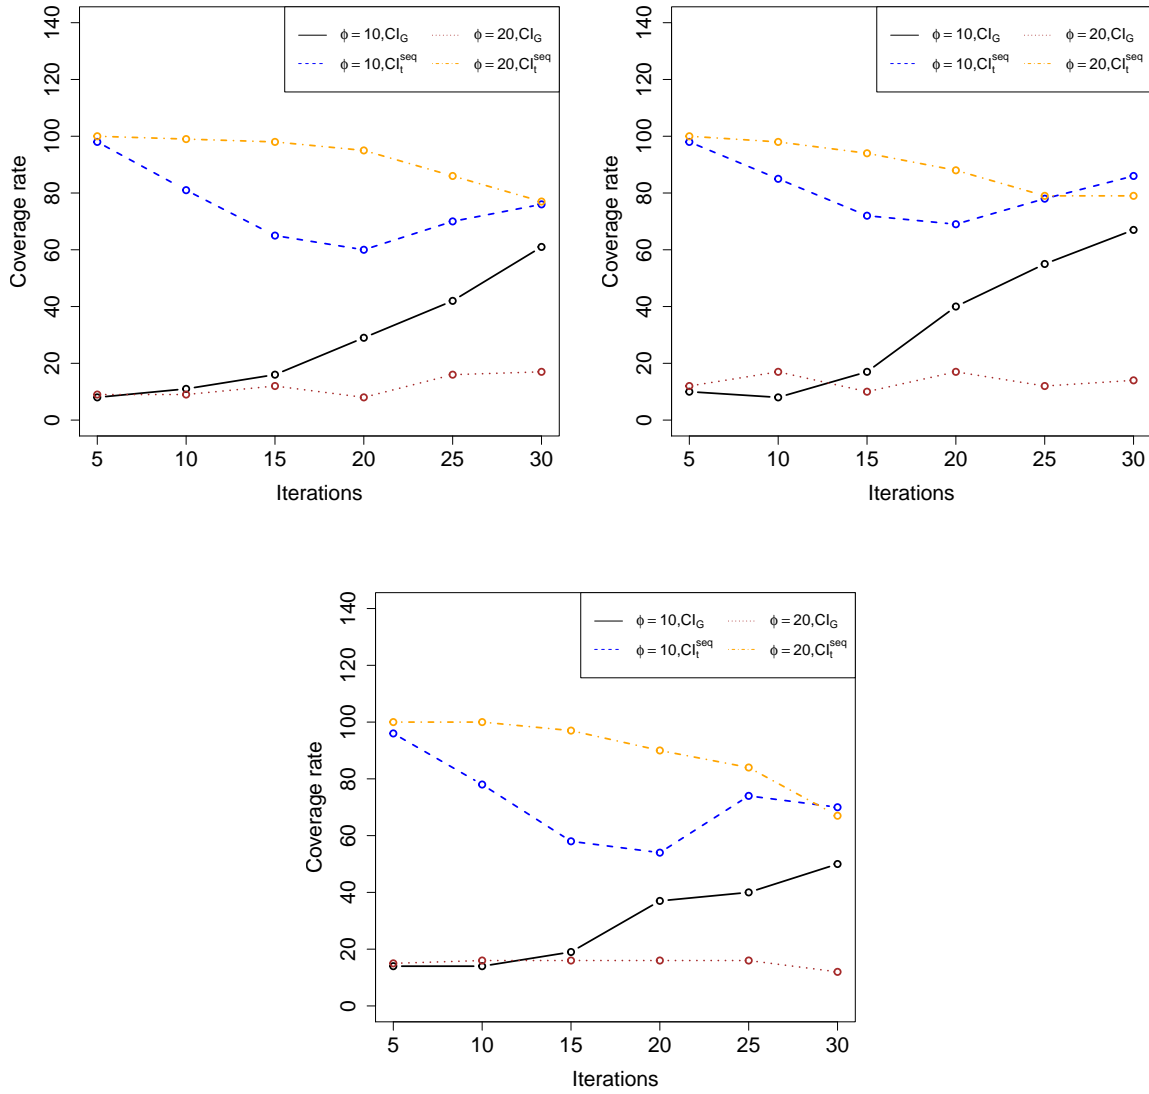 ϕ = 10,CI_G ϕ = 20,CI_G
ϕ = 10,CI_t^seq ϕ = 20,CI_t^seq
Coverage rate
0 20 40 60 80 100 120 140
5 10 15 20 25 30
Iterations
ϕ = 10,CI_G ϕ = 20,CI_G
ϕ = 10,CI_t^seq ϕ = 20,CI_t^seq
Coverage rate
0 20 40 60 80 100 120 140
5 10 15 20 25 30
Iterations
ϕ = 10,CI_G ϕ = 20,CI_G
ϕ = 10,CI_t^seq ϕ = 20,CI_t^seq
Coverage rate
0 20 40 60 80 100 120 140
5 10 15 20 25 30
Iterations